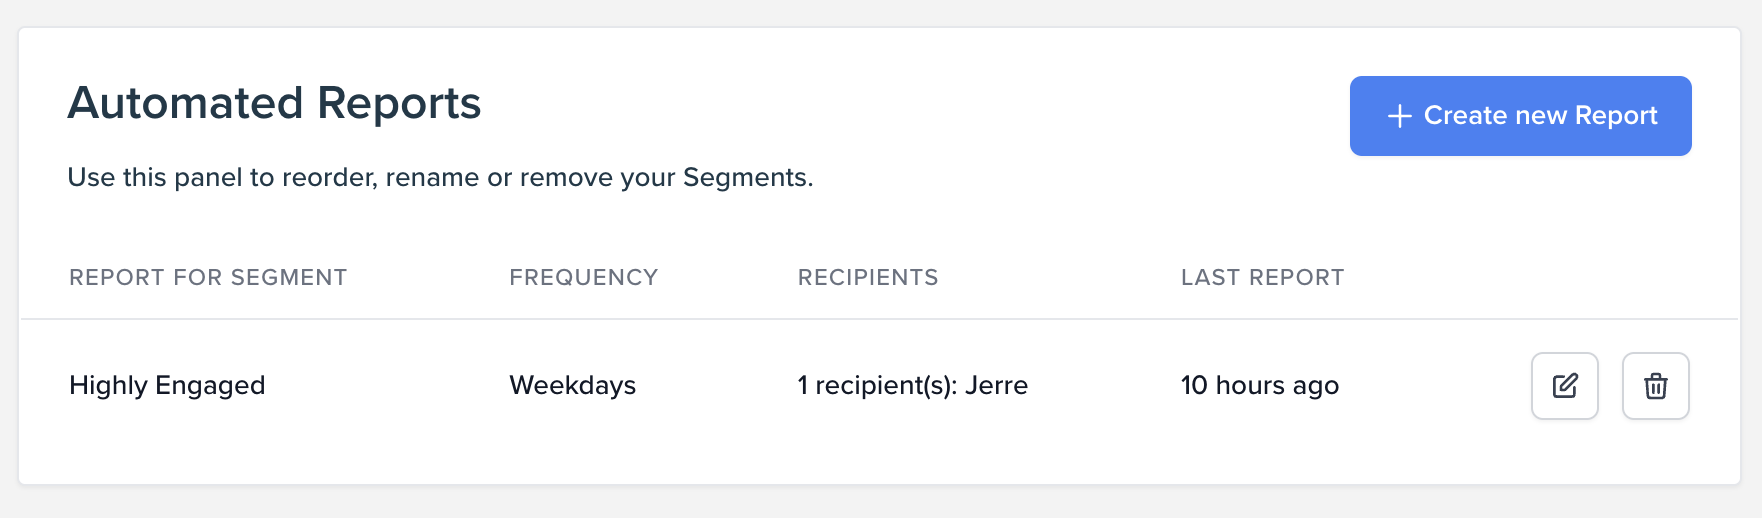 Automated Reports
Create new Report
Use this panel to reorder, rename or remove your Segments.
REPORT FOR SEGMENT FREQUENCY RECIPIENTS LAST REPORT
Highly Engaged Weekdays 1 recipient(s): Jerre 10 hours ago